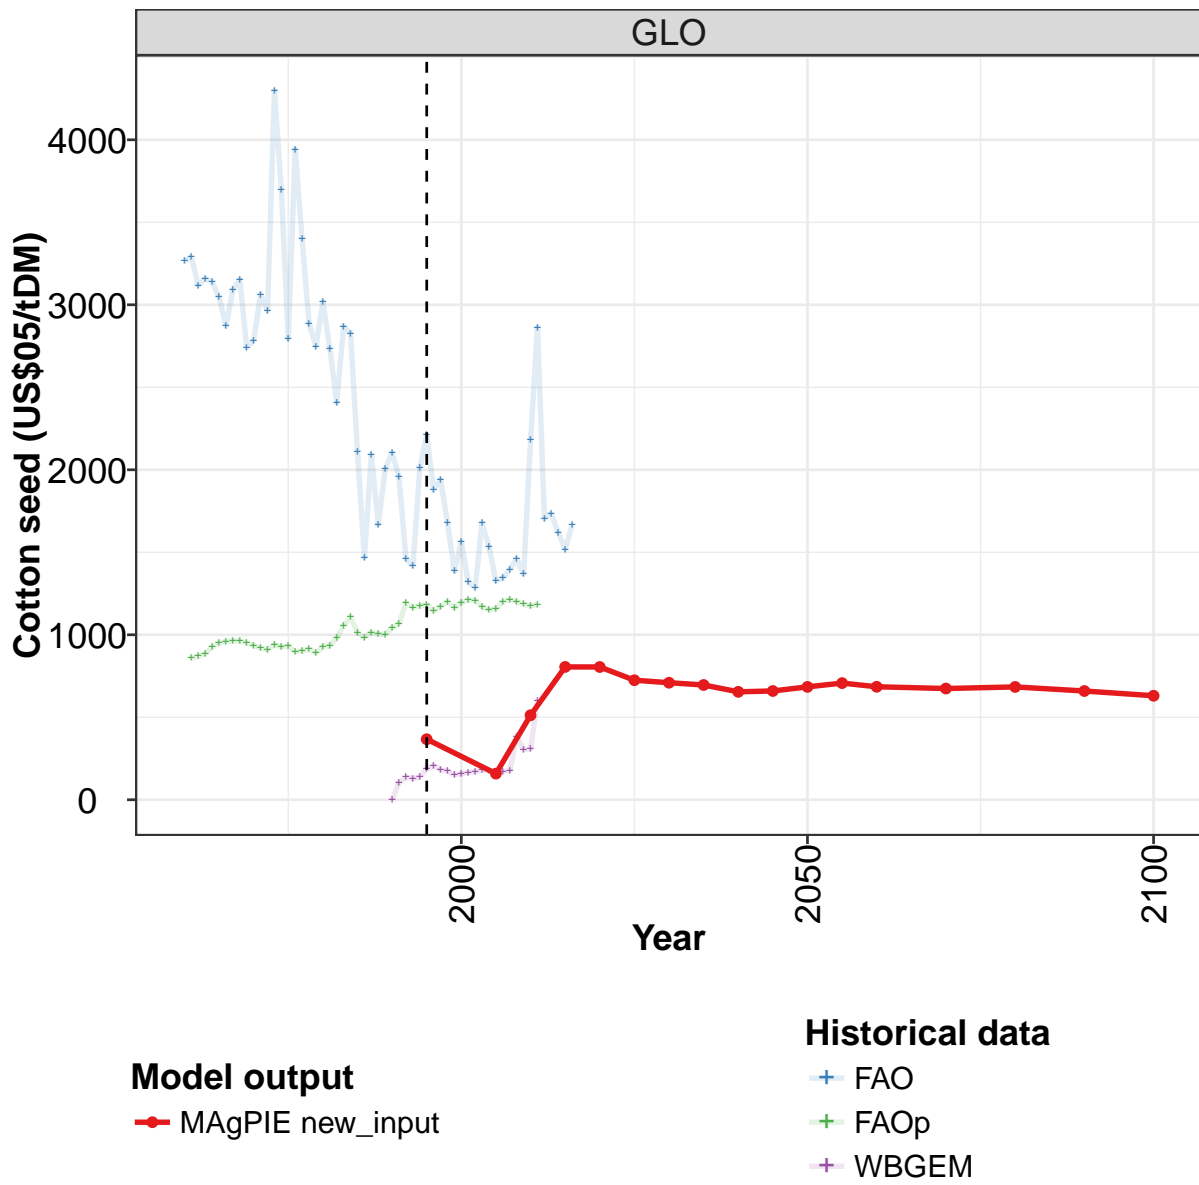 GLO
Cotton seed (US$05/tDM)
4000
3000
2000
1000
0
2000
2050
2100
Year
Model output
MAgPIE new_input
Historical data
FAO
FAOp
WBGEM